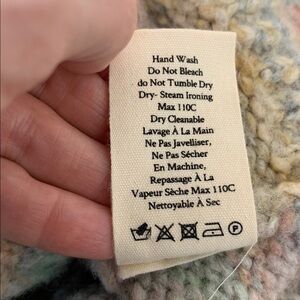 Hand Wash
Do Not Bleach
do Not Tumble Dry
Dry- Steam Ironing
Max 110C
Dry Cleanable
Lavage À La Main
Ne Pas Javelliser,
Ne Pas Sécher
En Machine,
Repassage À La
Vapeur Sèche Max 110C
Nettoyable À Sec
P